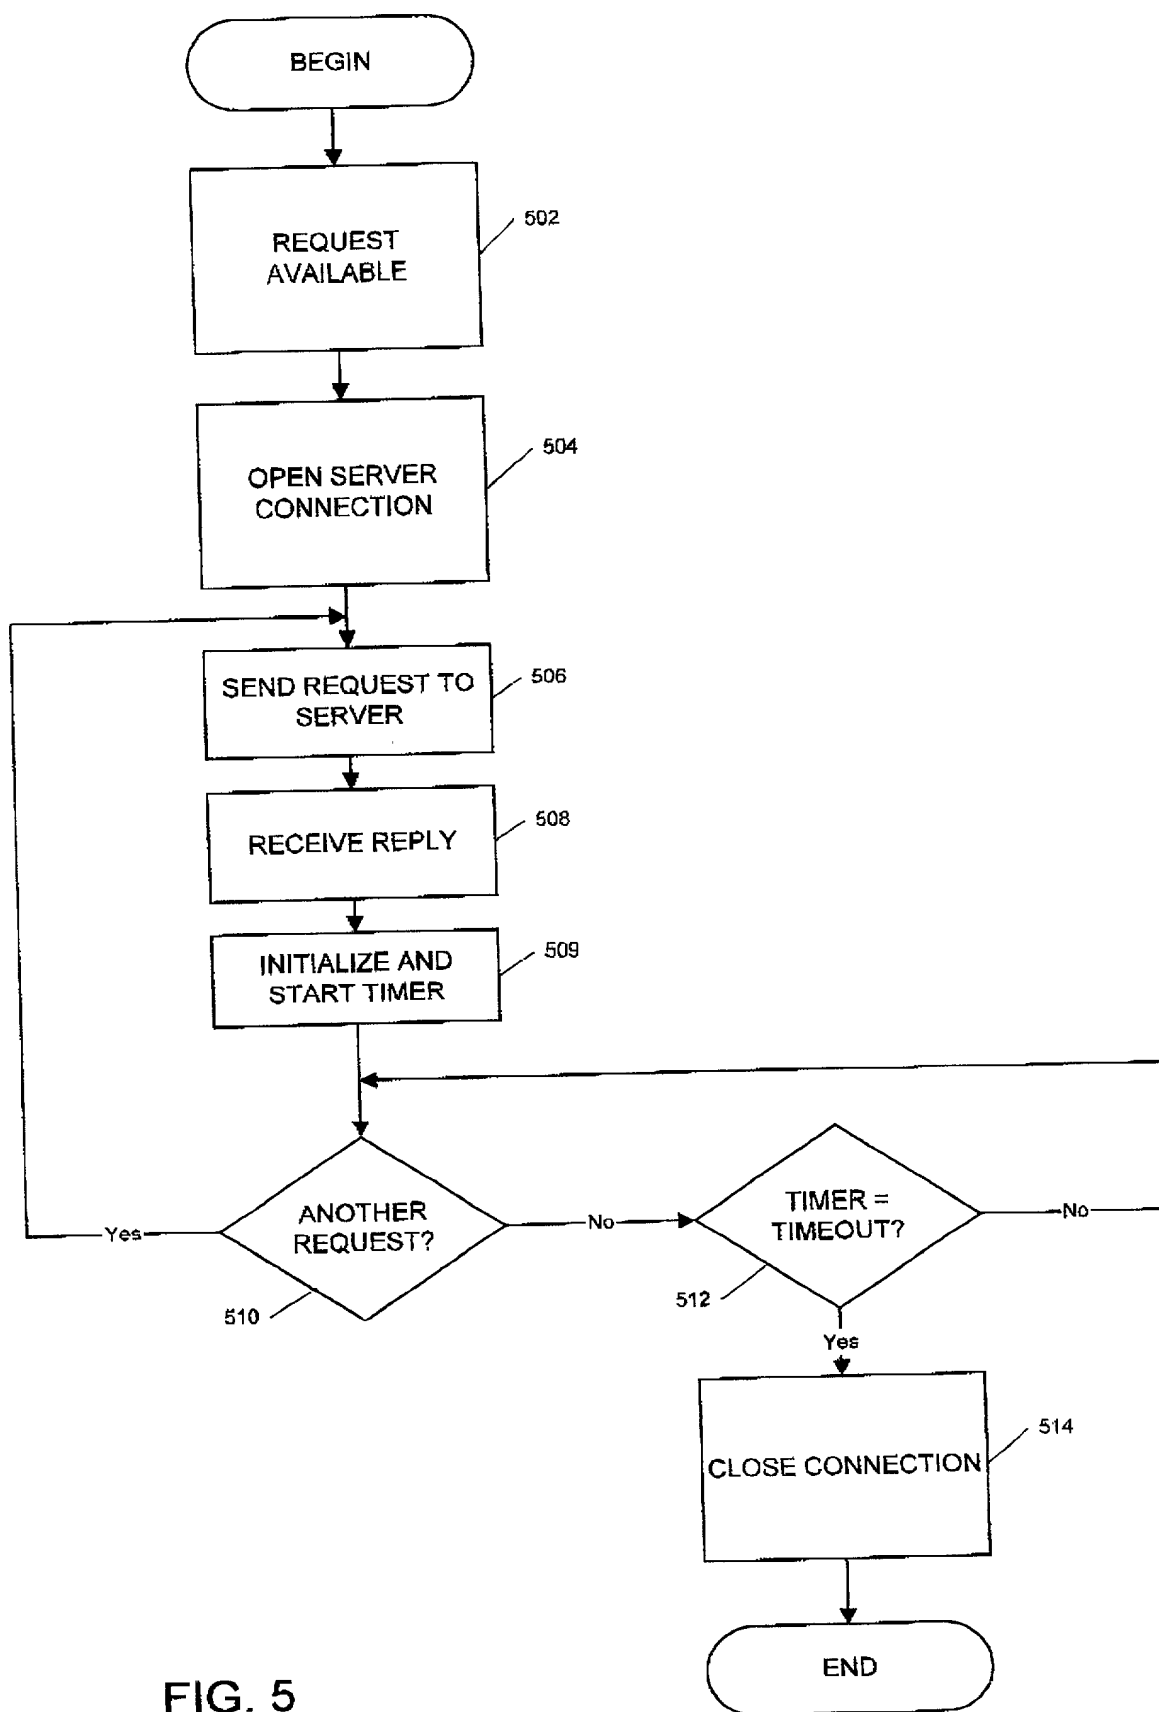 BEGIN
REQUEST
AVAILABLE
502
OPEN SERVER
CONNECTION
504
SEND REQUEST TO
SERVER
506
RECEIVE REPLY
508
INITIALIZE AND
START TIMER
509
ANOTHER
REQUEST?
Yes
No
510
TIMER =
TIMEOUT?
No
512
Yes
CLOSE CONNECTION
514
END
FIG. 5